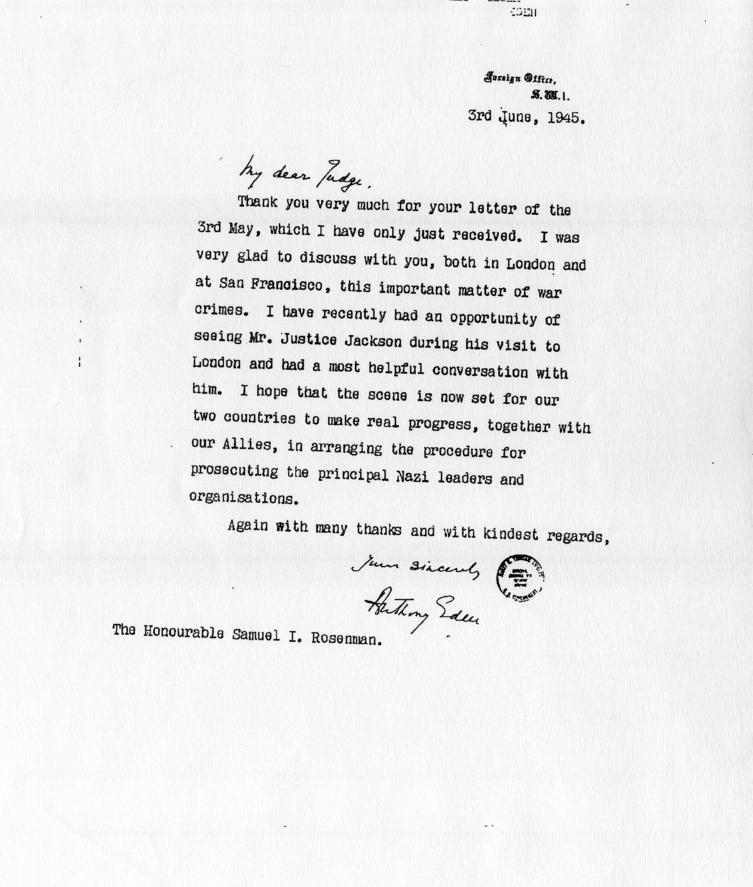 EDEN
Foreign Office,
S.W.1.
3rd June, 1945.
My dear Judge,
Thank you very much for your letter of the
3rd May, which I have only just received. I was
very glad to discuss with you, both in London and
at San Francisco, this important matter of war
crimes. I have recently had an opportunity of
seeing Mr. Justice Jackson during his visit to
London and had a most helpful conversation with
him. I hope that the scene is now set for our
two countries to make real progress, together with
our Allies, in arranging the procedure for
prosecuting the principal Nazi leaders and
organisations.
Again with many thanks and with kindest regards,
Yours sincerely
Anthony Eden
The Honourable Samuel I. Rosenman.